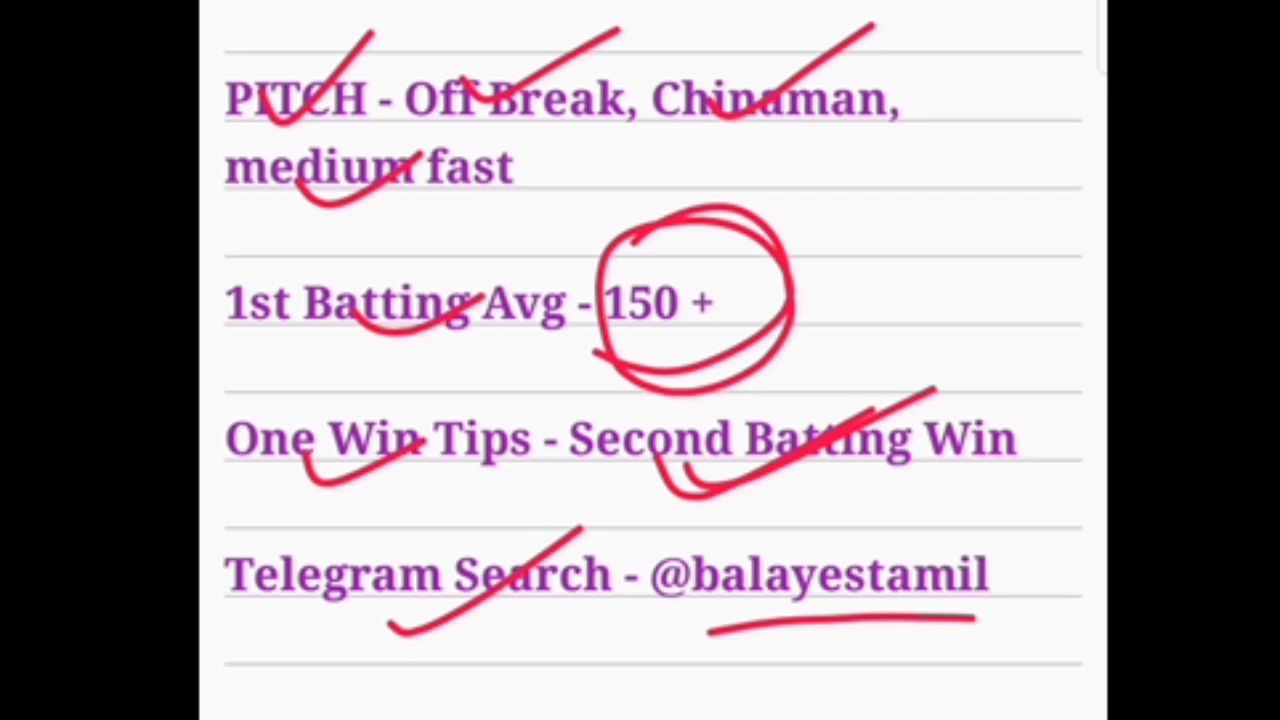 PITCH - Off Break, Chinaman,
medium fast
1st Batting Avg - 150 +
One Win Tips - Second Batting Win
Telegram Search - @balayestamil